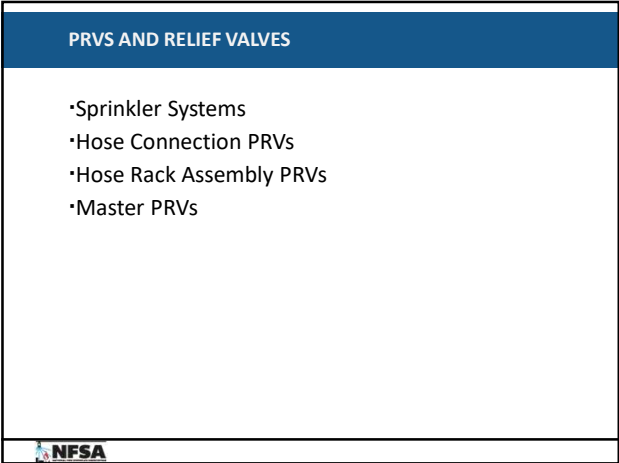 PRVS AND RELIEF VALVES
·Sprinkler Systems
·Hose Connection PRVs
·Hose Rack Assembly PRVs
·Master PRVs
NFSA